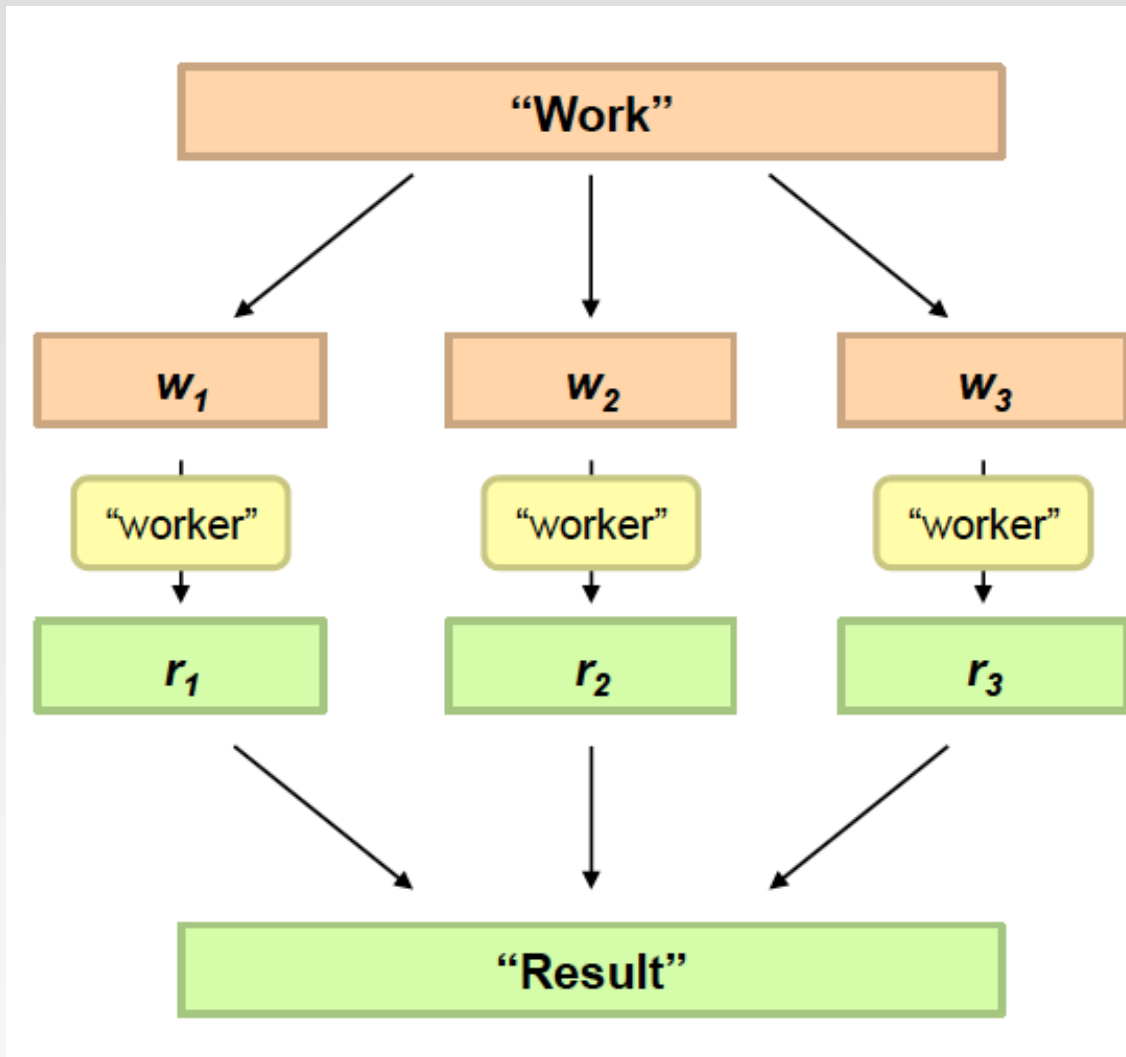 “Work”
w₁ w₂ w₃
“worker” “worker” “worker”
r₁ r₂ r₃
“Result”